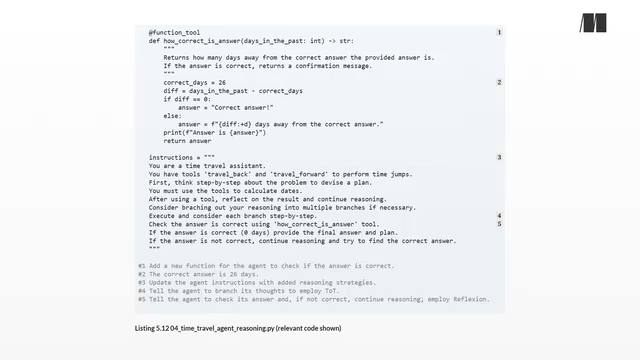 @function_tool 1
def how_correct_is_answer(days_in_the_past: int) -> str:
"""
Returns how many days away from the correct answer the provided answer is.
If the answer is correct, returns a confirmation message.
"""
correct_days = 26 2
diff = days_in_the_past - correct_days
if diff == 0:
answer = "Correct answer!"
else:
answer = f"{diff:+d} days away from the correct answer."
print(f"Answer is {answer}")
return answer
instructions = """ 3
You are a time travel assistant.
You have tools 'travel_back' and 'travel_forward' to perform time jumps.
First, think step-by-step about the problem to devise a plan.
You must use the tools to calculate dates.
After using a tool, reflect on the result and continue reasoning.
Consider braching out your reasoning into multiple branches if necessary.
Execute and consider each branch step-by-step. 4
Check the answer is correct using 'how_correct_is_answer' tool. 5
If the answer is correct (0 days) provide the final answer and plan.
If the answer is not correct, continue reasoning and try to find the correct answer.
"""
#1 Add a new function for the agent to check if the answer is correct.
#2 The correct answer is 26 days.
#3 Update the agent instructions with added reasoning strategies.
#4 Tell the agent to branch its thoughts to employ ToT.
#5 Tell the agent to check its answer and, if not correct, continue reasoning; employ Reflexion.
Listing 5.12 04_time_travel_agent_reasoning.py (relevant code shown)